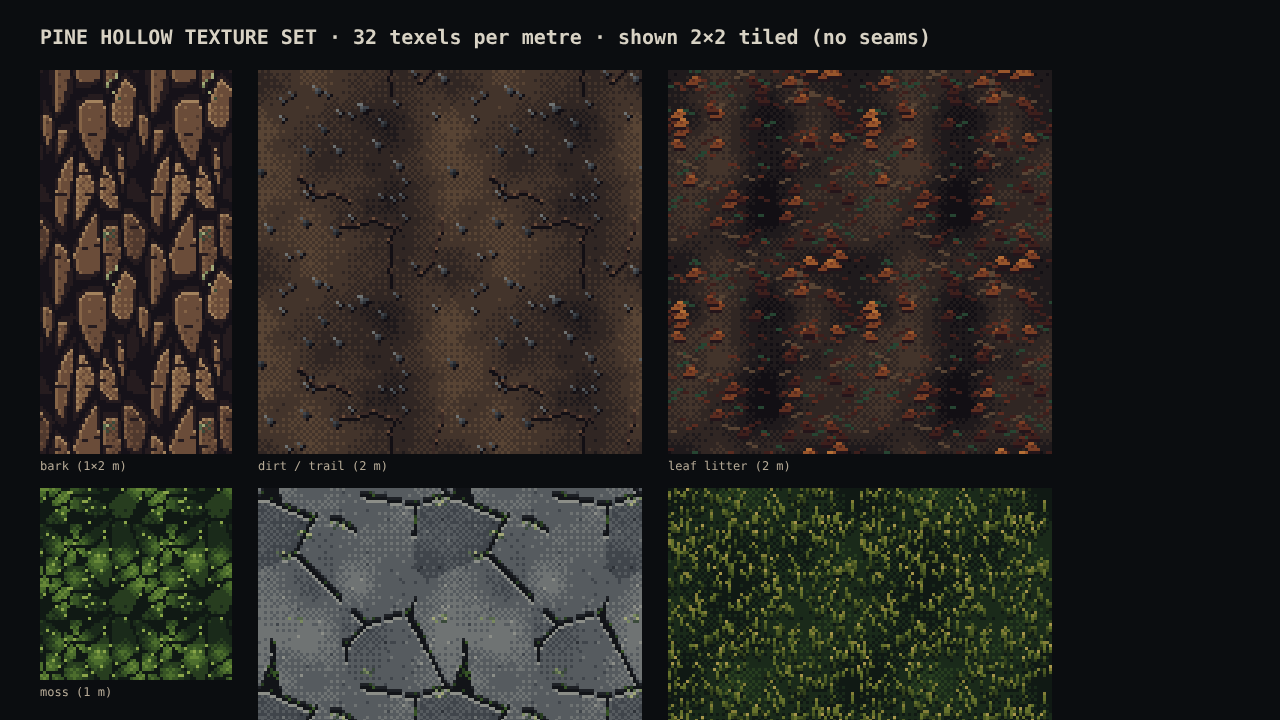 PINE HOLLOW TEXTURE SET · 32 texels per metre · shown 2×2 tiled (no seams)
bark (1×2 m)
dirt / trail (2 m)
leaf litter (2 m)
moss (1 m)